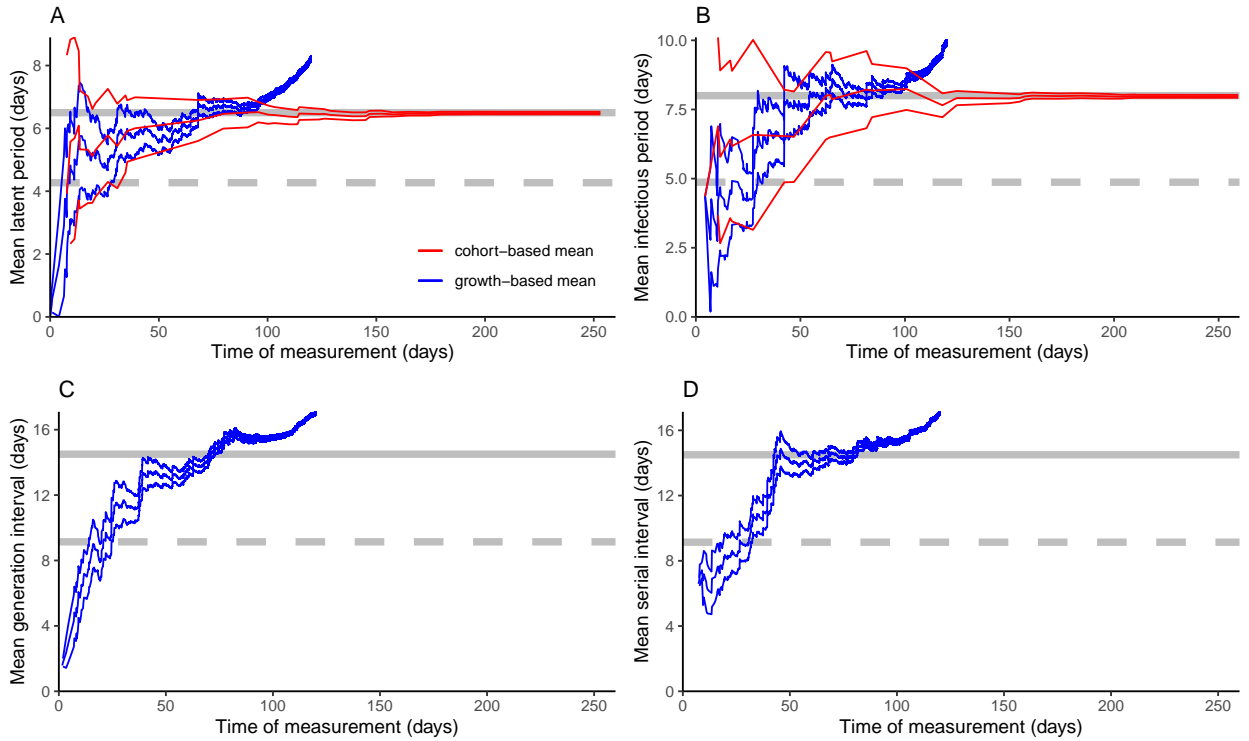 A
Mean latent period (days)
8
6
4
2
0
cohort−based mean
growth−based mean
0 50 100 150 200 250
Time of measurement (days)
B
Mean infectious period (days)
10.0
7.5
5.0
2.5
0.0
0 50 100 150 200 250
Time of measurement (days)
C
Mean generation interval (days)
16
12
8
4
0
0 50 100 150 200 250
Time of measurement (days)
D
Mean serial interval (days)
16
12
8
4
0
0 50 100 150 200 250
Time of measurement (days)